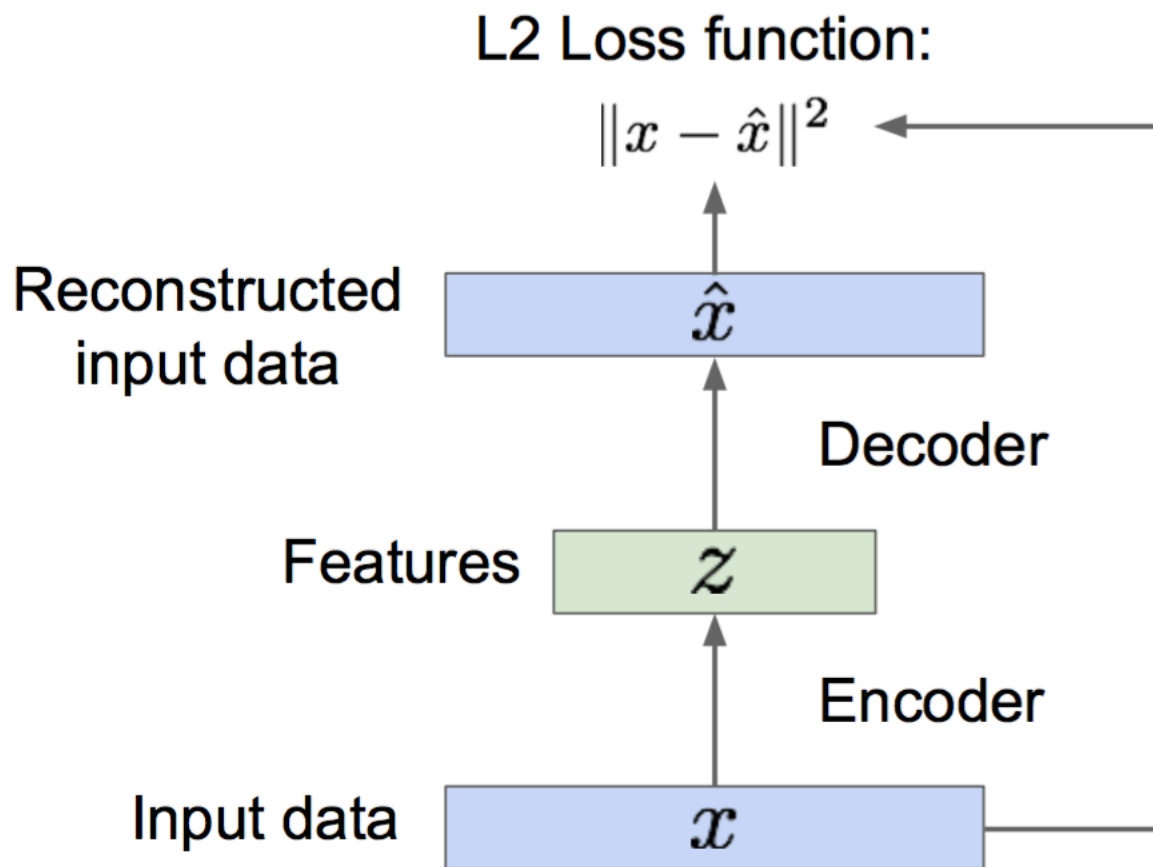 L2 Loss function:
‖x − x̂‖²
Reconstructed
input data
x̂
Decoder
Features
z
Encoder
Input data
x